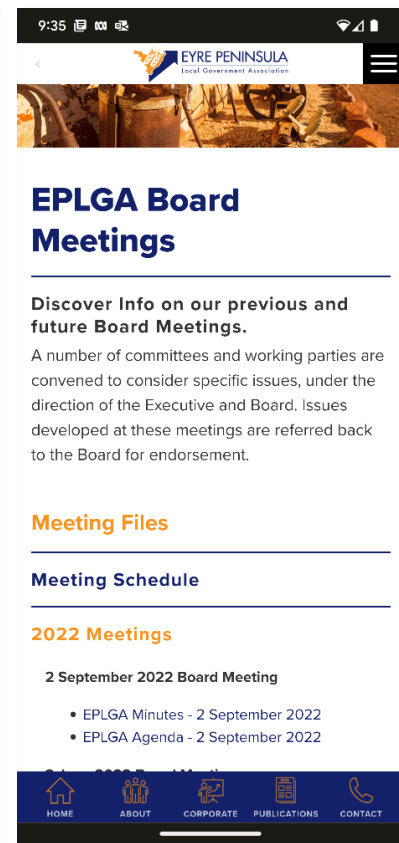 9:35
EYRE PENINSULA
Local Government Association
EPLGA Board
Meetings
Discover Info on our previous and
future Board Meetings.
A number of committees and working parties are
convened to consider specific issues, under the
direction of the Executive and Board. Issues
developed at these meetings are referred back
to the Board for endorsement.
Meeting Files
Meeting Schedule
2022 Meetings
2 September 2022 Board Meeting
EPLGA Minutes - 2 September 2022
EPLGA Agenda - 2 September 2022
HOME
ABOUT
CORPORATE
PUBLICATIONS
CONTACT